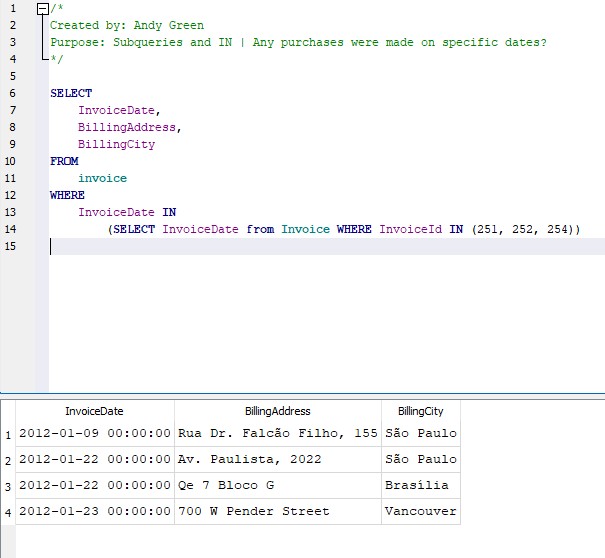 1 /*
2 Created by: Andy Green
3 Purpose: Subqueries and IN | Any purchases were made on specific dates?
4 */
5
6 SELECT
7 InvoiceDate,
8 BillingAddress,
9 BillingCity
10 FROM
11 invoice
12 WHERE
13 InvoiceDate IN
14 (SELECT InvoiceDate from Invoice WHERE InvoiceId IN (251, 252, 254))
15
InvoiceDate BillingAddress BillingCity
1 2012-01-09 00:00:00 Rua Dr. Falcão Filho, 155 São Paulo
2 2012-01-22 00:00:00 Av. Paulista, 2022 São Paulo
3 2012-01-22 00:00:00 Qe 7 Bloco G Brasília
4 2012-01-23 00:00:00 700 W Pender Street Vancouver